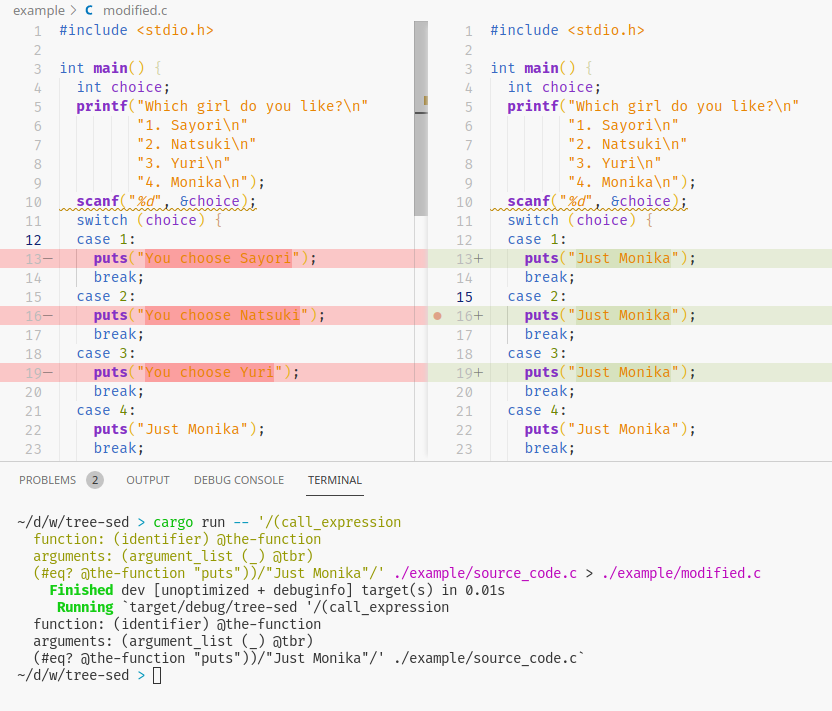 example > C modified.c
1 #include <stdio.h>
2
3 int main() {
4 int choice;
5 printf("Which girl do you like?\n"
6 "1. Sayori\n"
7 "2. Natsuki\n"
8 "3. Yuri\n"
9 "4. Monika\n");
10 scanf("%d", &choice);
11 switch (choice) {
12 case 1:
13— puts("You choose Sayori");
14 break;
15 case 2:
16— puts("You choose Natsuki");
17 break;
18 case 3:
19— puts("You choose Yuri");
20 break;
21 case 4:
22 puts("Just Monika");
23 break;
1 #include <stdio.h>
2
3 int main() {
4 int choice;
5 printf("Which girl do you like?\n"
6 "1. Sayori\n"
7 "2. Natsuki\n"
8 "3. Yuri\n"
9 "4. Monika\n");
10 scanf("%d", &choice);
11 switch (choice) {
12 case 1:
13+ puts("Just Monika");
14 break;
15 case 2:
16+ puts("Just Monika");
17 break;
18 case 3:
19+ puts("Just Monika");
20 break;
21 case 4:
22 puts("Just Monika");
23 break;
PROBLEMS 2 OUTPUT DEBUG CONSOLE TERMINAL
~/d/w/tree-sed > cargo run -- '/(call_expression
function: (identifier) @the-function
arguments: (argument_list (_) @tbr)
(#eq? @the-function "puts"))/"Just Monika"/' ./example/source_code.c > ./example/modified.c
Finished dev [unoptimized + debuginfo] target(s) in 0.01s
Running `target/debug/tree-sed '/(call_expression
function: (identifier) @the-function
arguments: (argument_list (_) @tbr)
(#eq? @the-function "puts"))/"Just Monika"/' ./example/source_code.c`
~/d/w/tree-sed >